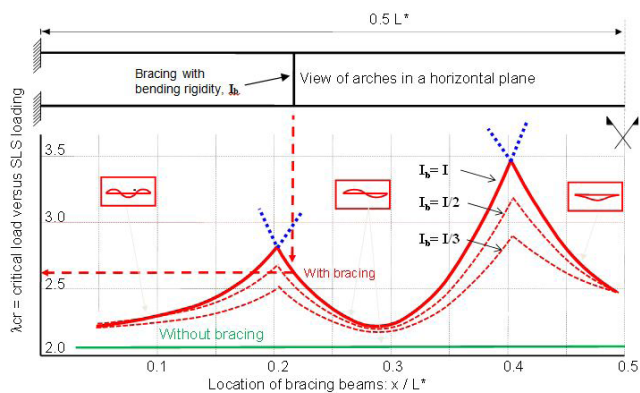 0.5 L*
Bracing with
bending rigidity, Ib
View of arches in a horizontal plane
λcr = critical load versus SLS loading
3.5
3.0
2.5
2.0
Ib= I
Ib= I/2
Ib= I/3
With bracing
Without bracing
0.1
0.2
0.3
0.4
0.5
Location of bracing beams: x / L*